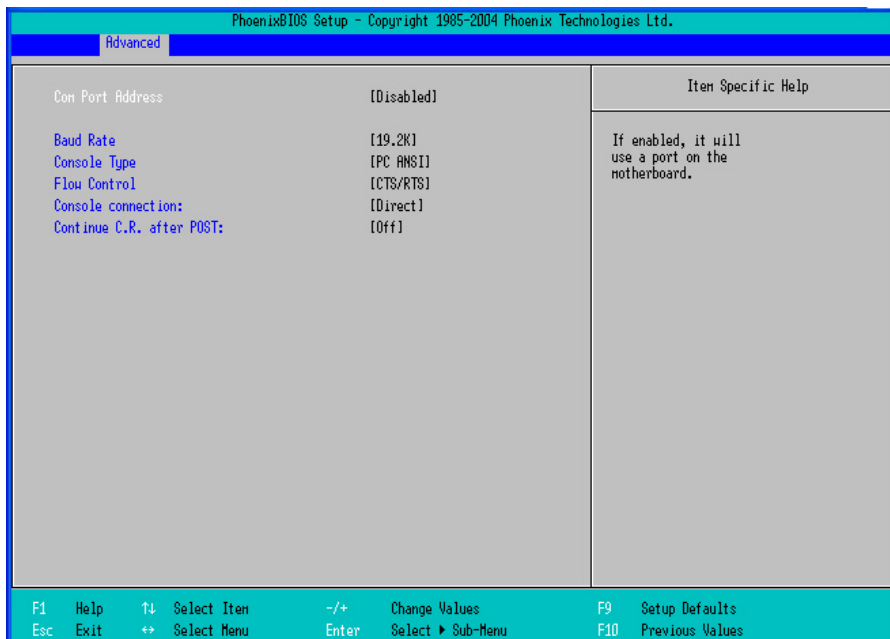 PhoenixBIOS Setup - Copyright 1985-2004 Phoenix Technologies Ltd.
Advanced
Com Port Address [Disabled]
Baud Rate [19.2K]
Console Type [PC ANSI]
Flow Control [CTS/RTS]
Console connection: [Direct]
Continue C.R. after POST: [Off]
Item Specific Help
If enabled, it will
use a port on the
motherboard.
F1 Help ↑↓ Select Item -/+ Change Values F9 Setup Defaults
Esc Exit ↔ Select Menu Enter Select ▶ Sub-Menu F10 Previous Values